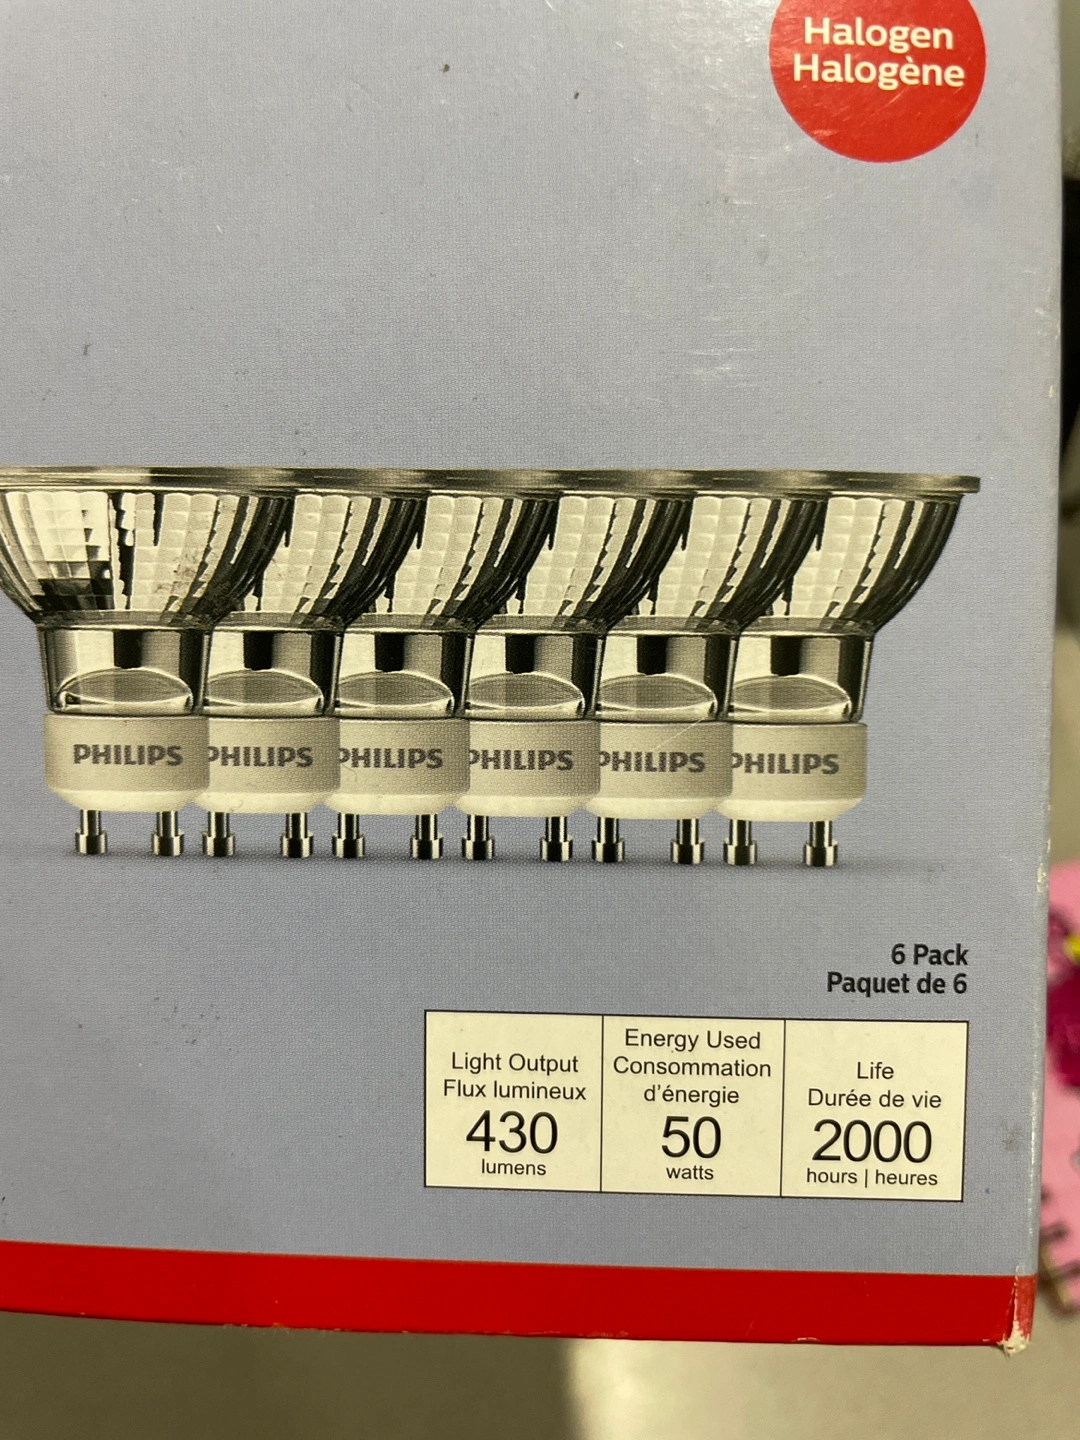 Halogen
Halogène
PHILIPS PHILIPS PHILIPS PHILIPS PHILIPS PHILIPS
6 Pack
Paquet de 6
Light Output
Flux lumineux
430
lumens
Energy Used
Consommation
d'énergie
50
watts
Life
Durée de vie
2000
hours | heures